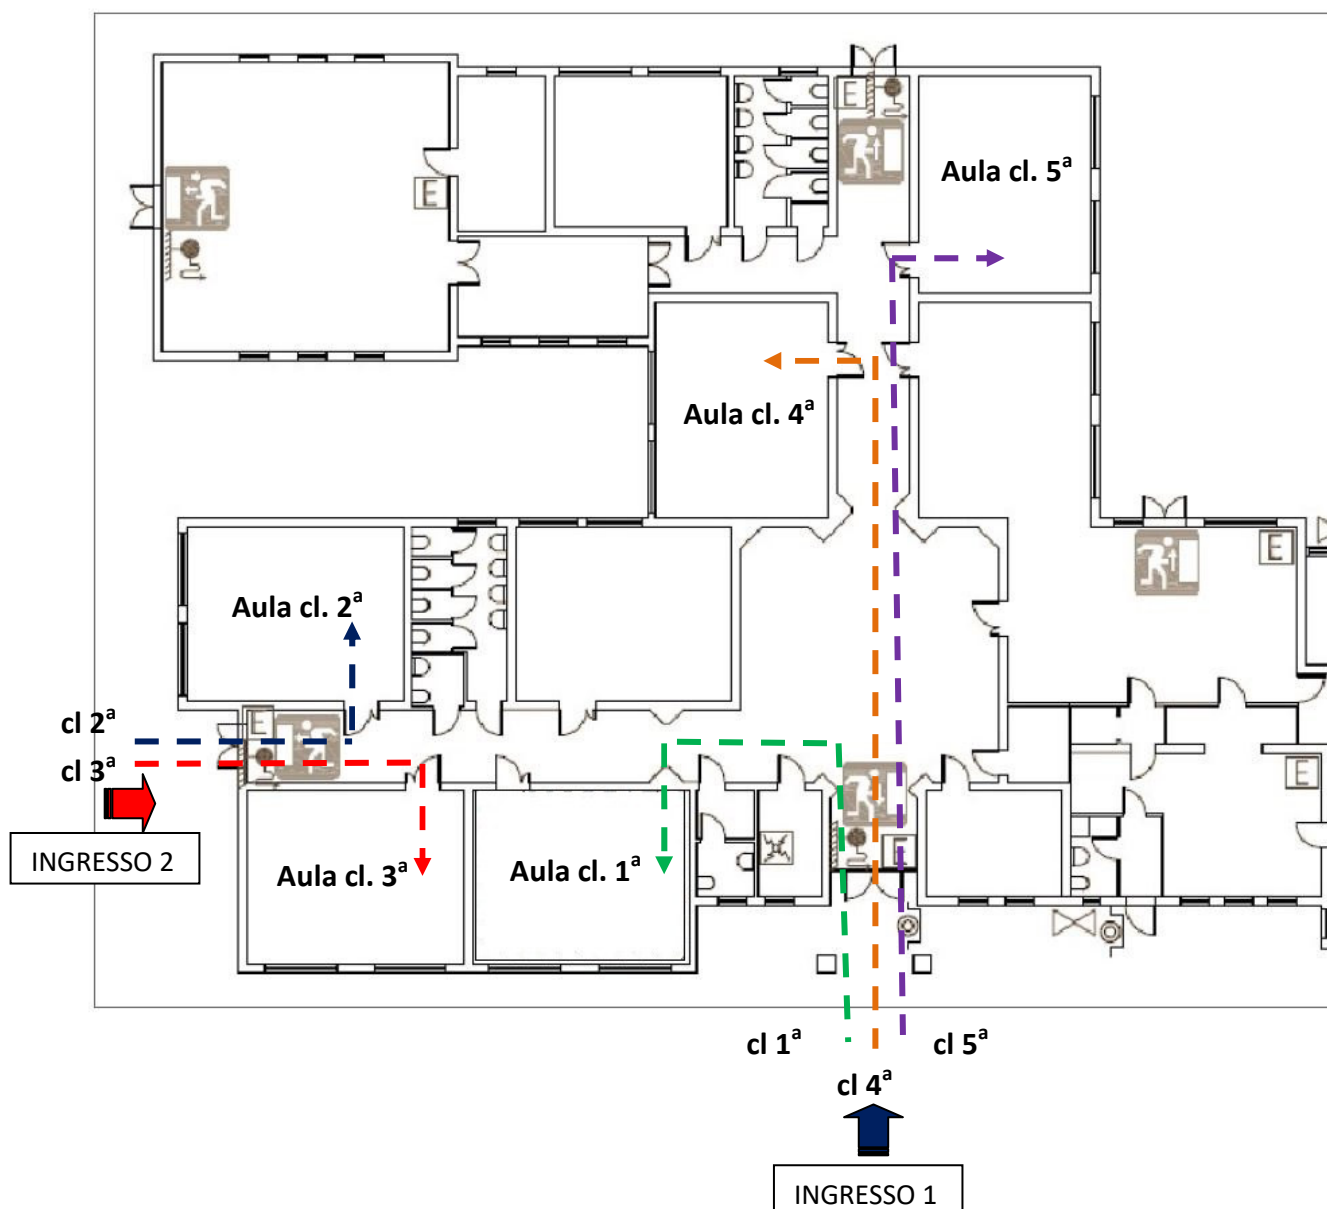 E
Aula cl. 5ª
E
Aula cl. 4ª
E
Aula cl. 2ª
cl 2ª
E
cl 3ª
E
INGRESSO 2
Aula cl. 3ª
Aula cl. 1ª
E
cl 1ª
cl 5ª
cl 4ª
INGRESSO 1